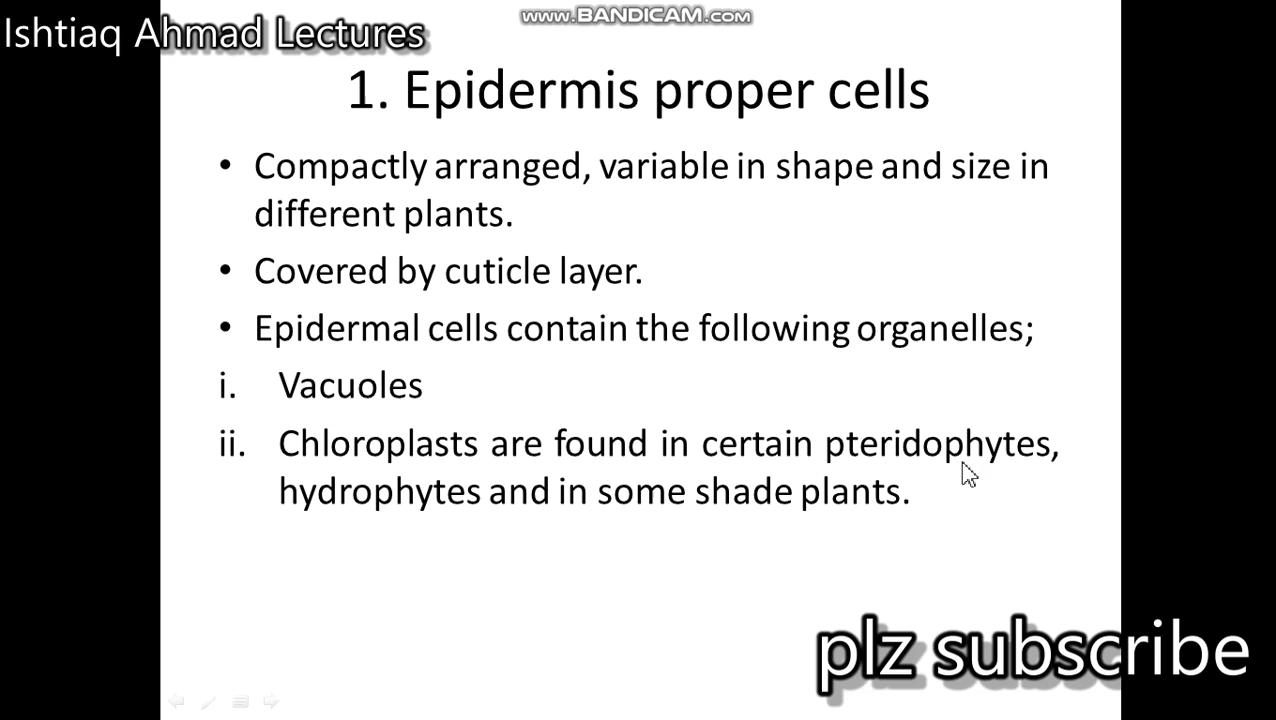 www.BANDICAM.com
Ishtiaq Ahmad Lectures
1. Epidermis proper cells
• Compactly arranged, variable in shape and size in
different plants.
• Covered by cuticle layer.
• Epidermal cells contain the following organelles;
i. Vacuoles
ii. Chloroplasts are found in certain pteridophytes,
hydrophytes and in some shade plants.
plz subscribe